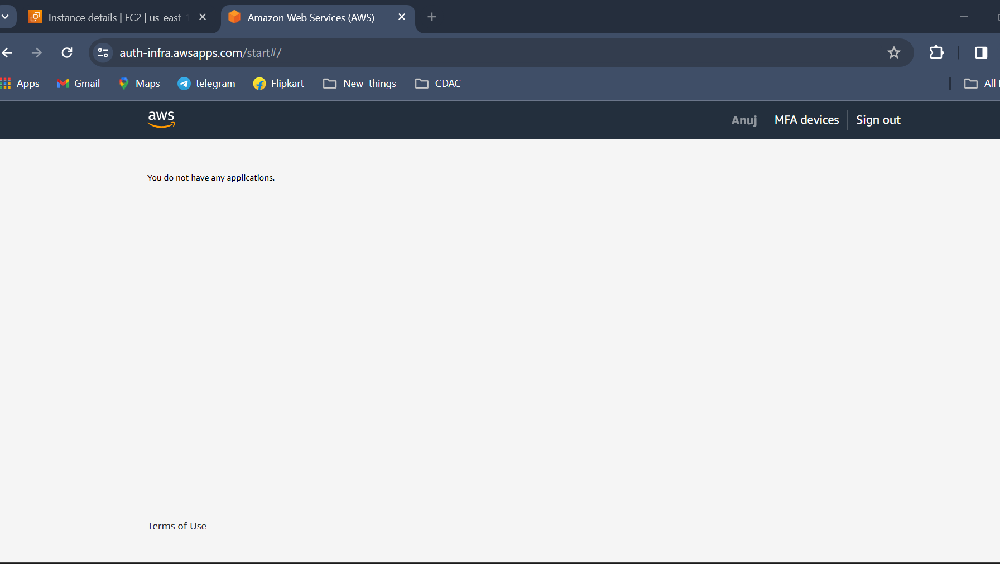 Instance details | EC2 | us-east-1
Amazon Web Services (AWS)
auth-infra.awsapps.com/start#/
Apps
Gmail
Maps
telegram
Flipkart
New things
CDAC
All
aws
Anuj
MFA devices
Sign out
You do not have any applications.
Terms of Use